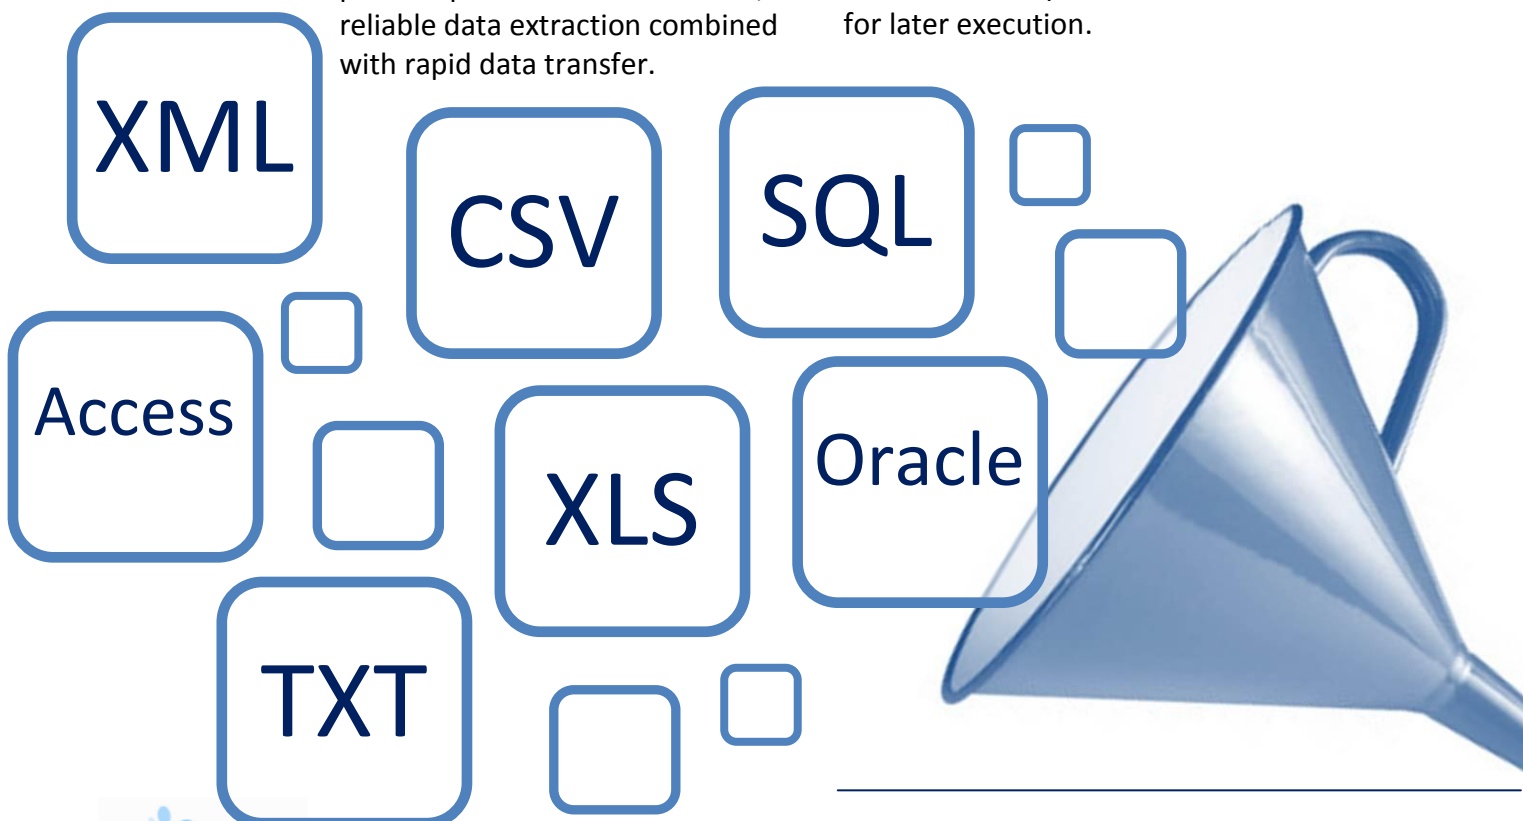 reliable data extraction combined
with rapid data transfer.
for later execution.
XML
CSV
SQL
Access
XLS
Oracle
TXT